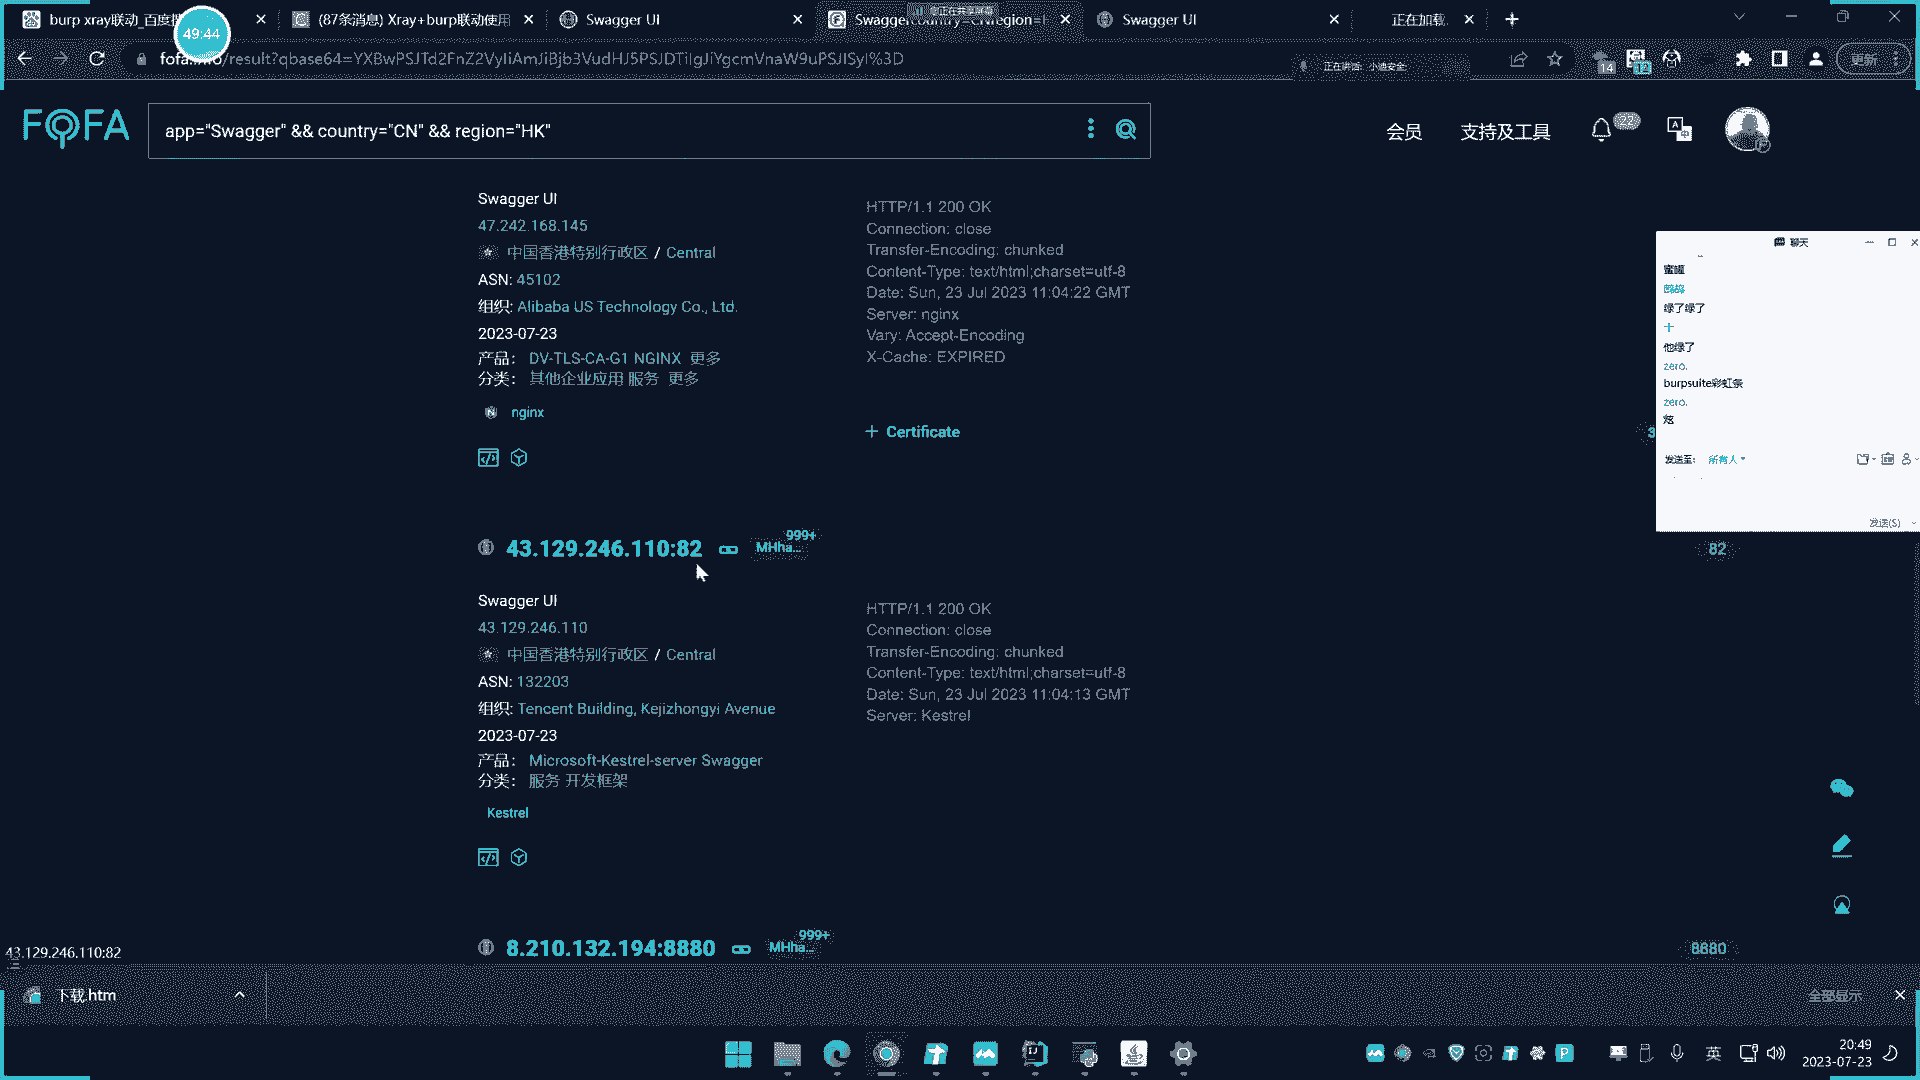 burp xray联动_百度搜
(87条消息) Xray+burp联动使用
Swagger UI
Swagger
country="CN
region=H
您正在共享屏幕
Swagger UI
正在加载
49:44
/result?qbase64=YXBwPSJTd2FnZ2VyIiAmJiBjb3VudHJ5PSJDTiIgJiYgcmVnaW9uPSJISyI%3D
正在讲话: 小迪安全
14
12
更新
FOFA
app="Swagger" && country="CN" && region="HK"
会员
支持及工具
22
Swagger UI
47.242.168.145
中国香港特别行政区 / Central
ASN: 45102
组织: Alibaba US Technology Co., Ltd.
2023-07-23
产品: DV-TLS-CA-G1 NGINX 更多
分类: 其他企业应用 服务 更多
nginx
HTTP/1.1 200 OK
Connection: close
Transfer-Encoding: chunked
Content-Type: text/html;charset=utf-8
Date: Sun, 23 Jul 2023 11:04:22 GMT
Server: nginx
Vary: Accept-Encoding
X-Cache: EXPIRED
+ Certificate
43.129.246.110:82
MHha...
999+
82
Swagger UI
43.129.246.110
中国香港特别行政区 / Central
ASN: 132203
组织: Tencent Building, Kejizhongyi Avenue
2023-07-23
产品: Microsoft-Kestrel-server Swagger
分类: 服务 开发框架
Kestrel
HTTP/1.1 200 OK
Connection: close
Transfer-Encoding: chunked
Content-Type: text/html;charset=utf-8
Date: Sun, 23 Jul 2023 11:04:13 GMT
Server: Kestrel
8.210.132.194:8880
MHha...
999+
8880
聊天
蜜罐
绿了绿了
十
他绿了
zero.
burpsuite彩虹条
zero.
炫
发送至: 所有人
发送(S)
43.129.246.110:82
下载.htm
全部显示
英
20:49
2023-07-23